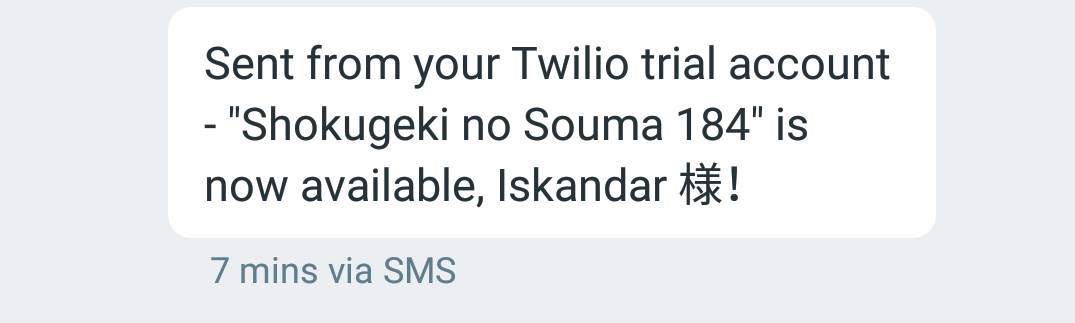 Sent from your Twilio trial account
- "Shokugeki no Souma 184" is
now available, Iskandar 様!
7 mins via SMS